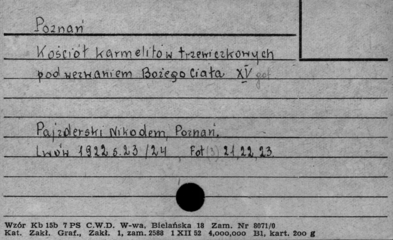 Poznań
Kościół karmelitów trzewiczkowych
pod wezwaniem Bożego Ciała XV got
Pajzderski Nikodem, Poznań,
Lwów 1922 s. 23/24 Fot(3) 21, 22, 23.
Wzór Kb 15b 7 PS C.W.D. W-wa, Bielańska 18 Zam. Nr 8071/0
Kat. Zakł. Graf., Zakł. 1, zam. 2588 1 XII 52 4,000,000 Bl. kart. 200 g